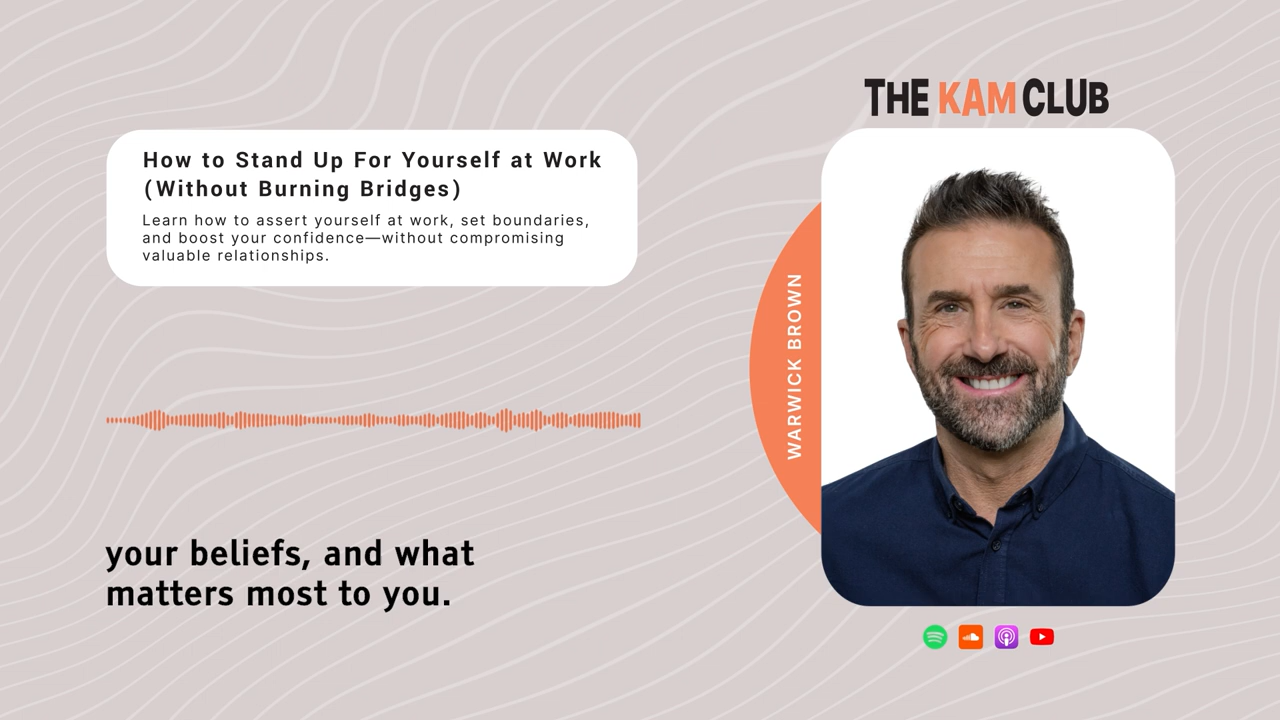 THE KAM CLUB
How to Stand Up For Yourself at Work
(Without Burning Bridges)
Learn how to assert yourself at work, set boundaries,
and boost your confidence—without compromising
valuable relationships.
WARWICK BROWN
your beliefs, and what
matters most to you.